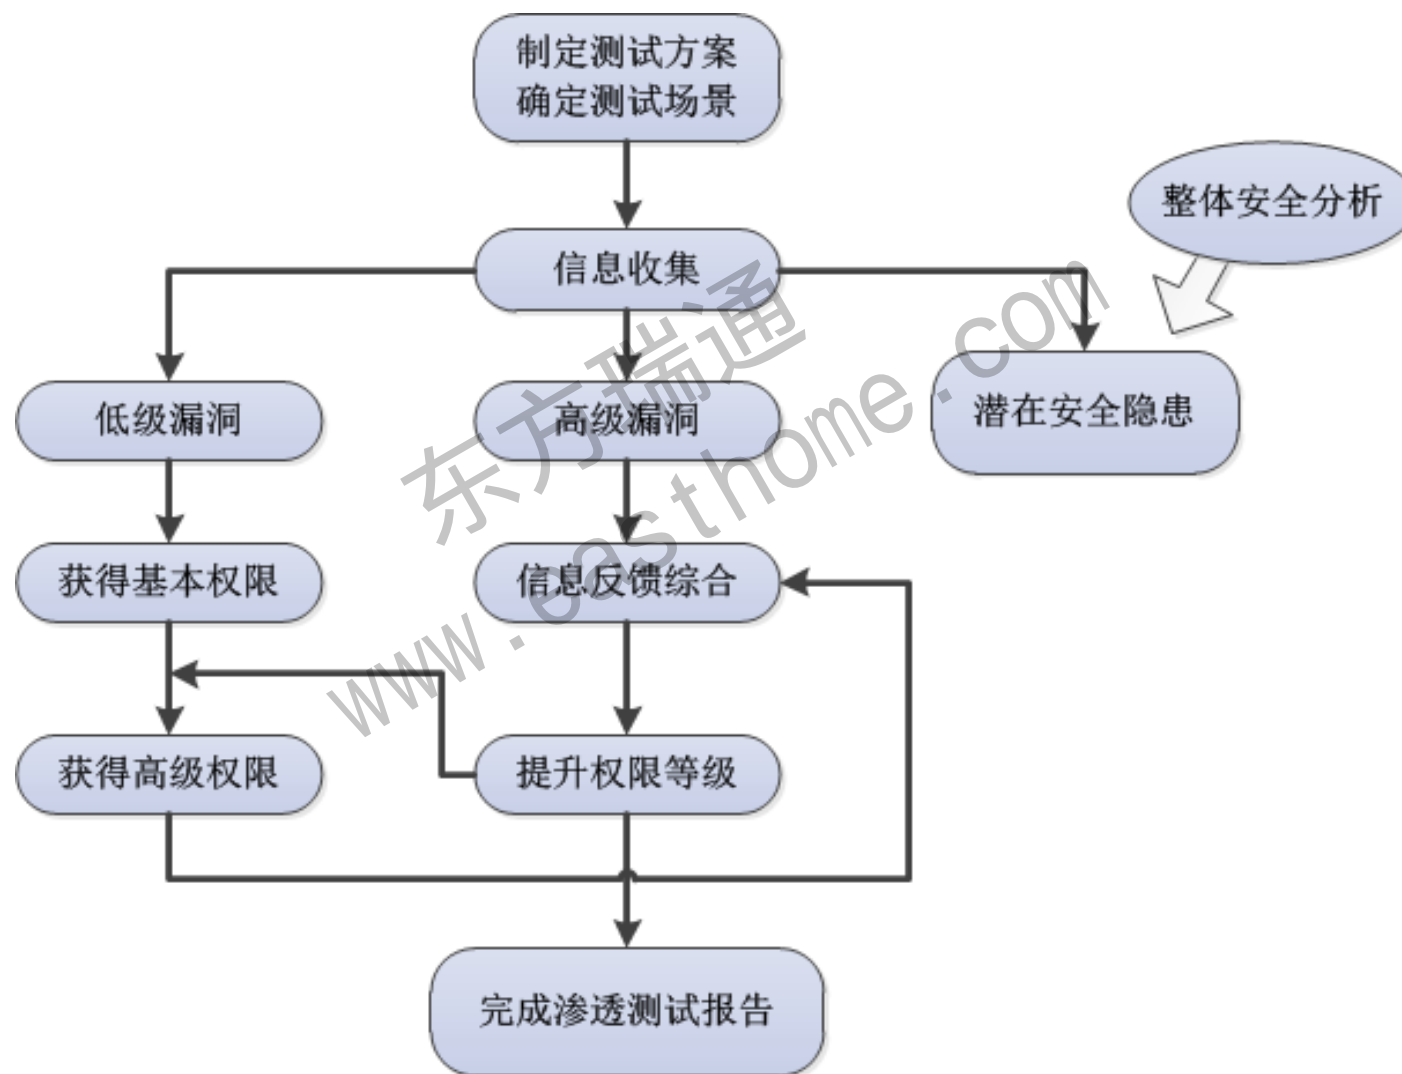 制定测试方案
确定测试场景
整体安全分析
信息收集
低级漏洞
高级漏洞
潜在安全隐患
获得基本权限
信息反馈综合
获得高级权限
提升权限等级
完成渗透测试报告
东方瑞通
www.easthome.com